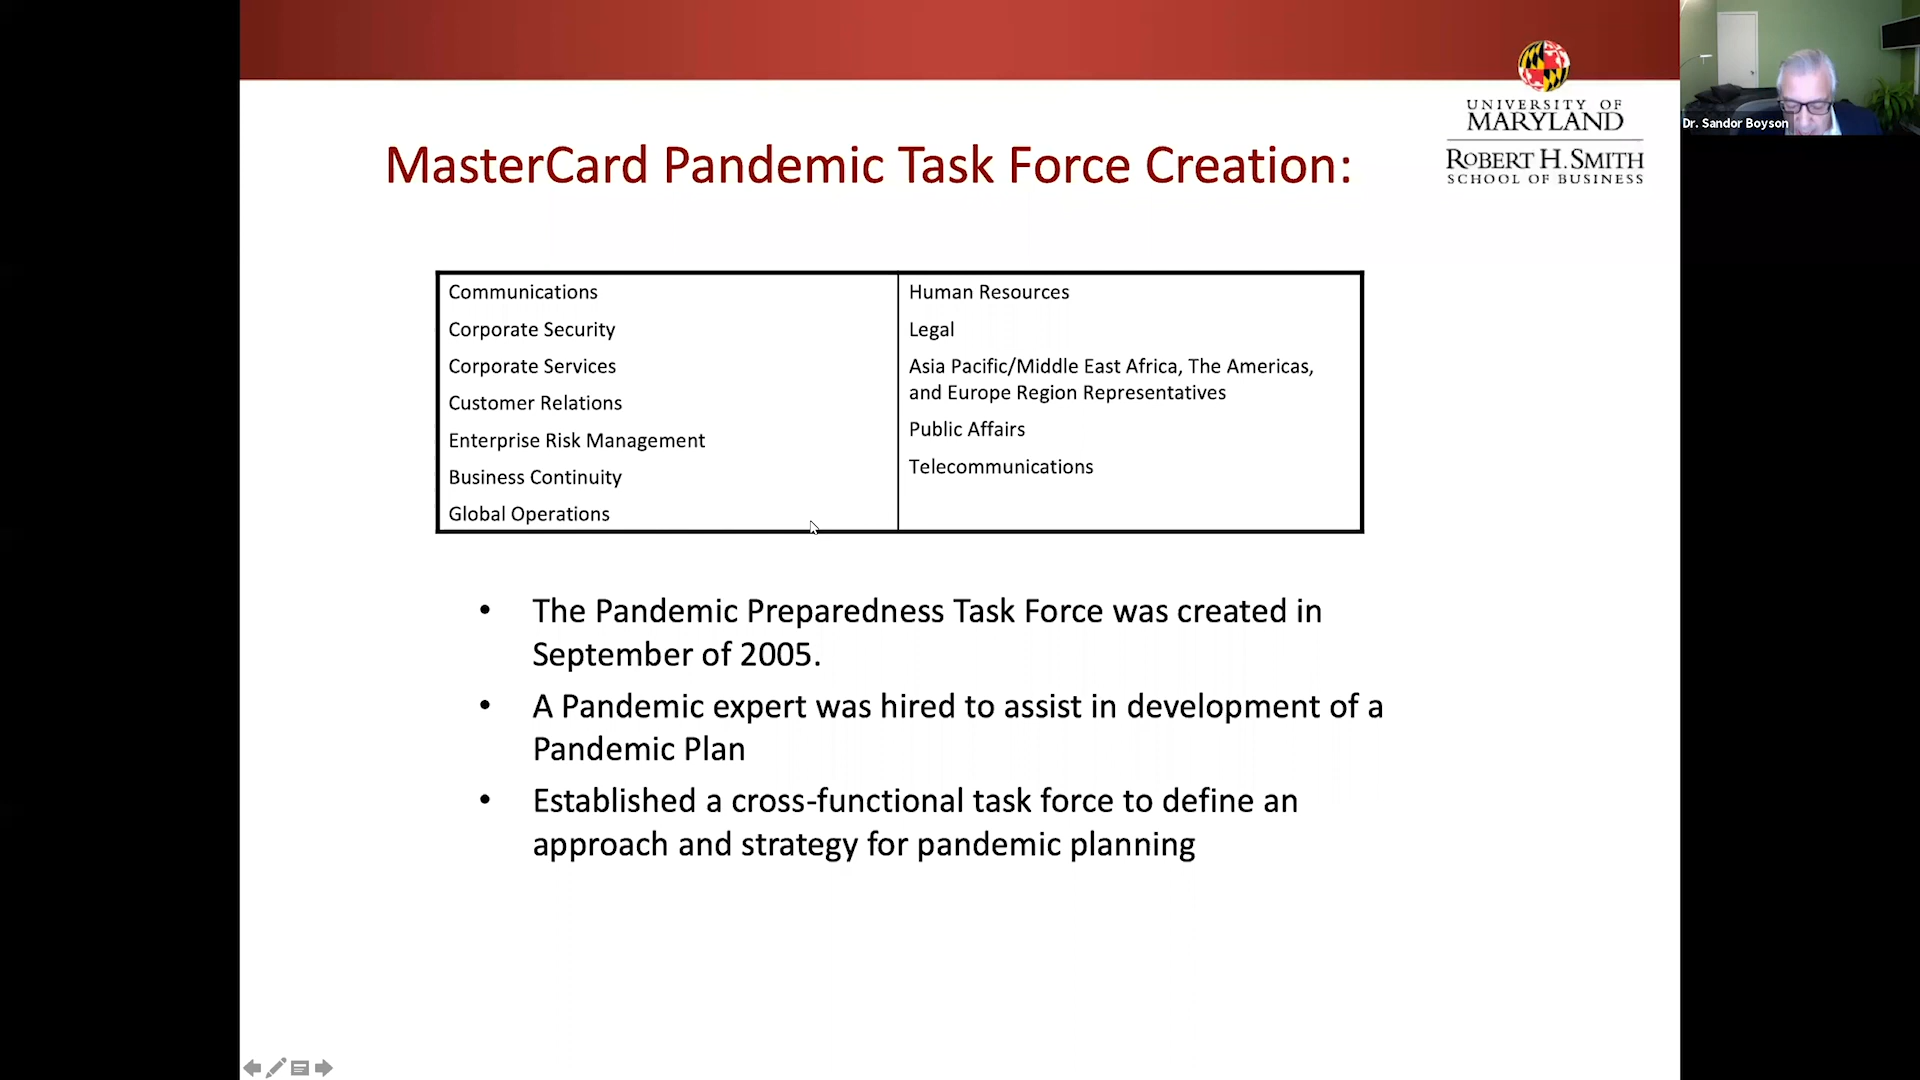 UNIVERSITY OF
MARYLAND
ROBERT H. SMITH
SCHOOL OF BUSINESS
Dr. Sandor Boyson
MasterCard Pandemic Task Force Creation:
Communications
Corporate Security
Corporate Services
Customer Relations
Enterprise Risk Management
Business Continuity
Global Operations
Human Resources
Legal
Asia Pacific/Middle East Africa, The Americas,
and Europe Region Representatives
Public Affairs
Telecommunications
• The Pandemic Preparedness Task Force was created in
September of 2005.
• A Pandemic expert was hired to assist in development of a
Pandemic Plan
• Established a cross-functional task force to define an
approach and strategy for pandemic planning